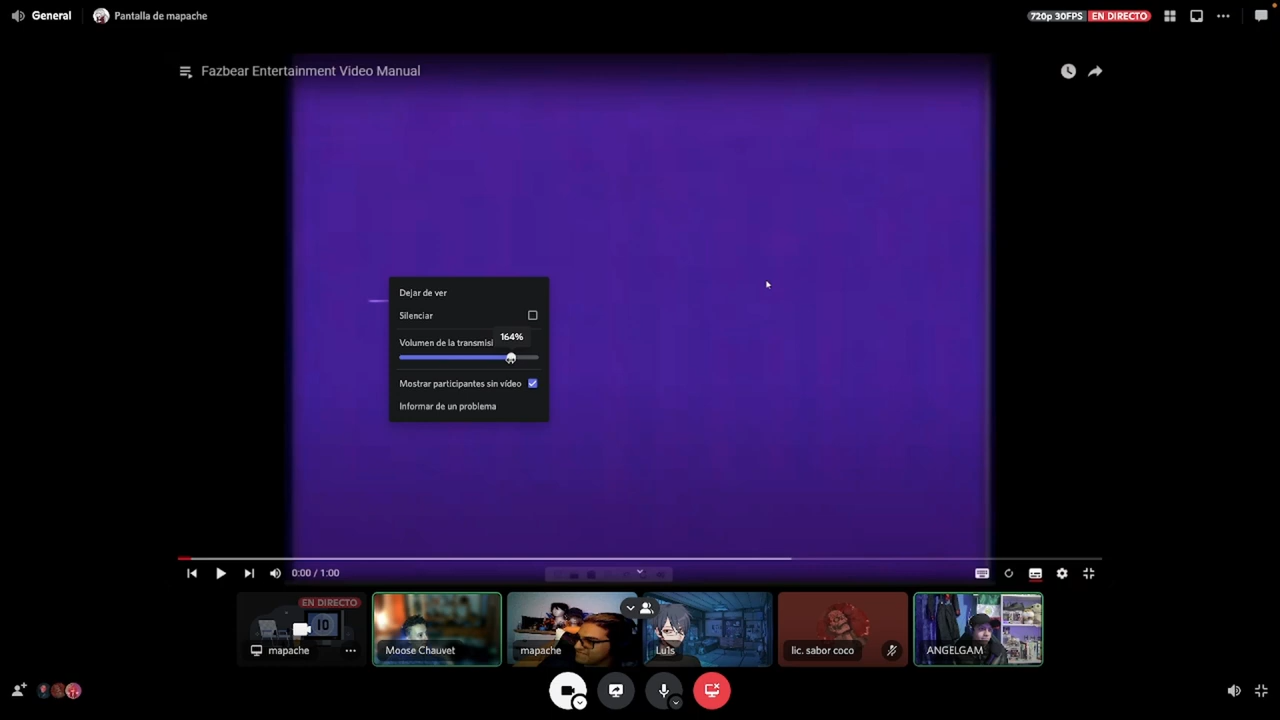 General
Pantalla de mapache
720p 30FPS EN DIRECTO
Fazbear Entertainment Video Manual
Dejar de ver
Silenciar
164%
Volumen de la transmisi
Mostrar participantes sin vídeo
Informar de un problema
0:00 / 1:00
EN DIRECTO
10
mapache
Moose Chauvet
mapache
Lu1s
lic. sabor coco
ANGELGAM